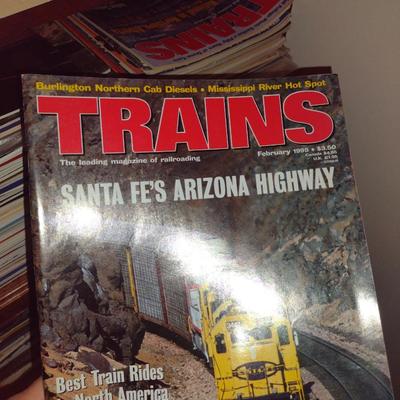 TRAINS
Burlington Northern Cab Diesels • Mississippi River Hot Spot
TRAINS
The leading magazine of railroading
February 1995 • $3.50
SANTA FE'S ARIZONA HIGHWAY
Best Train Rides
North America